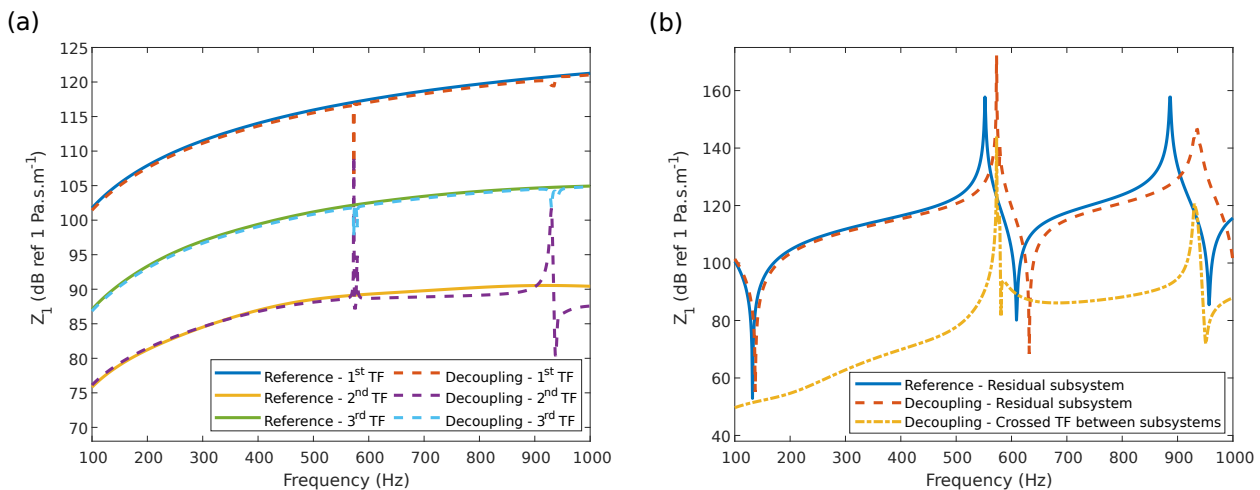 (a)
125
120
115
110
105
100
95
90
85
80
75
70
Z₁ (dB ref 1 Pa.s.m⁻¹)
Reference - 1ˢᵗ TF
Reference - 2ⁿᵈ TF
Reference - 3ʳᵈ TF
Decoupling - 1ˢᵗ TF
Decoupling - 2ⁿᵈ TF
Decoupling - 3ʳᵈ TF
100 200 300 400 500 600 700 800 900 1000
Frequency (Hz)
(b)
160
140
120
100
80
60
40
Z₁ (dB ref 1 Pa.s.m⁻¹)
Reference - Residual subsystem
Decoupling - Residual subsystem
Decoupling - Crossed TF between subsystems
100 200 300 400 500 600 700 800 900 1000
Frequency (Hz)